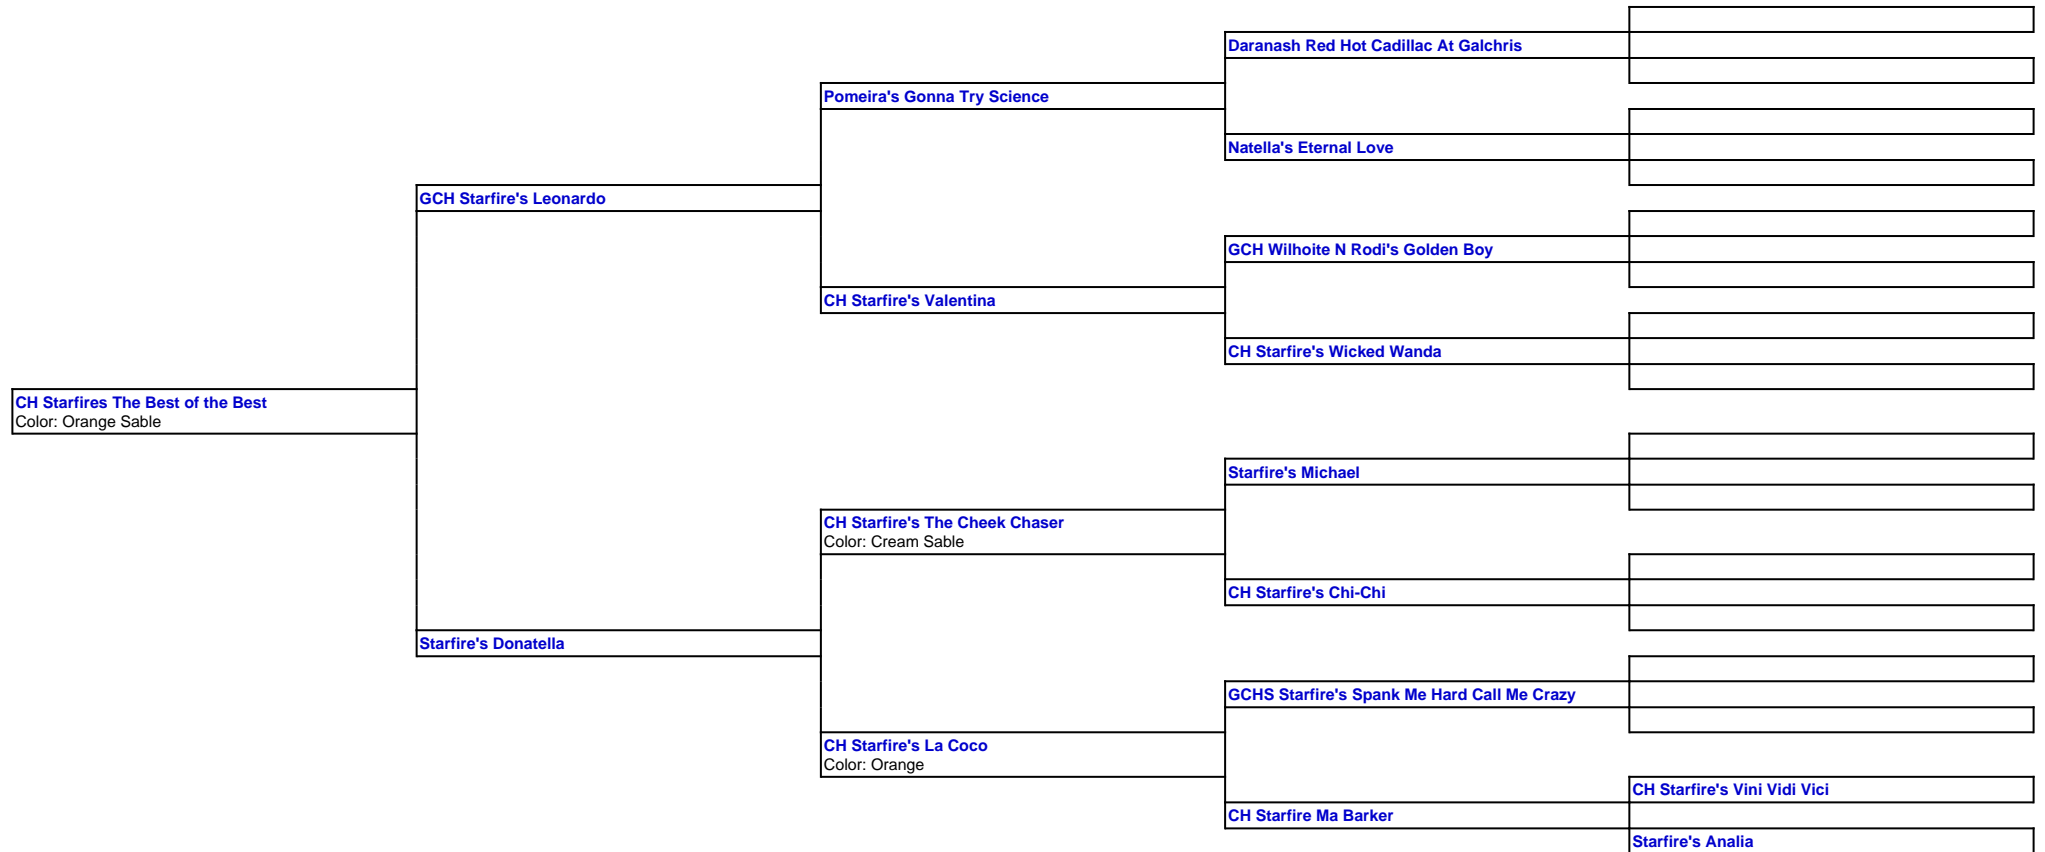 Daranash Red Hot Cadillac At Galchris
Pomeira's Gonna Try Science
Natella's Eternal Love
GCH Starfire's Leonardo
GCH Wilhoite N Rodi's Golden Boy
CH Starfire's Valentina
CH Starfire's Wicked Wanda
CH Starfires The Best of the Best
Color: Orange Sable
Starfire's Michael
CH Starfire's The Cheek Chaser
Color: Cream Sable
CH Starfire's Chi-Chi
Starfire's Donatella
GCHS Starfire's Spank Me Hard Call Me Crazy
CH Starfire's La Coco
Color: Orange
CH Starfire's Vini Vidi Vici
CH Starfire Ma Barker
Starfire's Analia